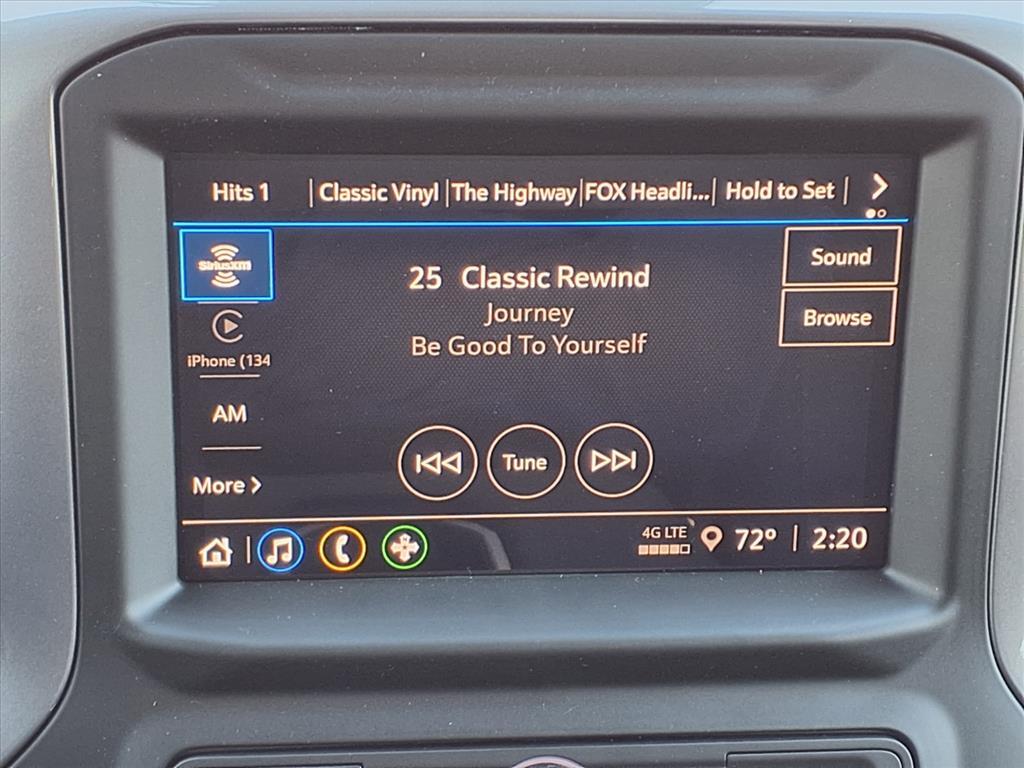 Hits 1 | Classic Vinyl | The Highway | FOX Headli... | Hold to Set |
SiriusXM
25 Classic Rewind
Journey
Be Good To Yourself
Sound
Browse
iPhone (134
AM
More
Tune
4G LTE
72° | 2:20